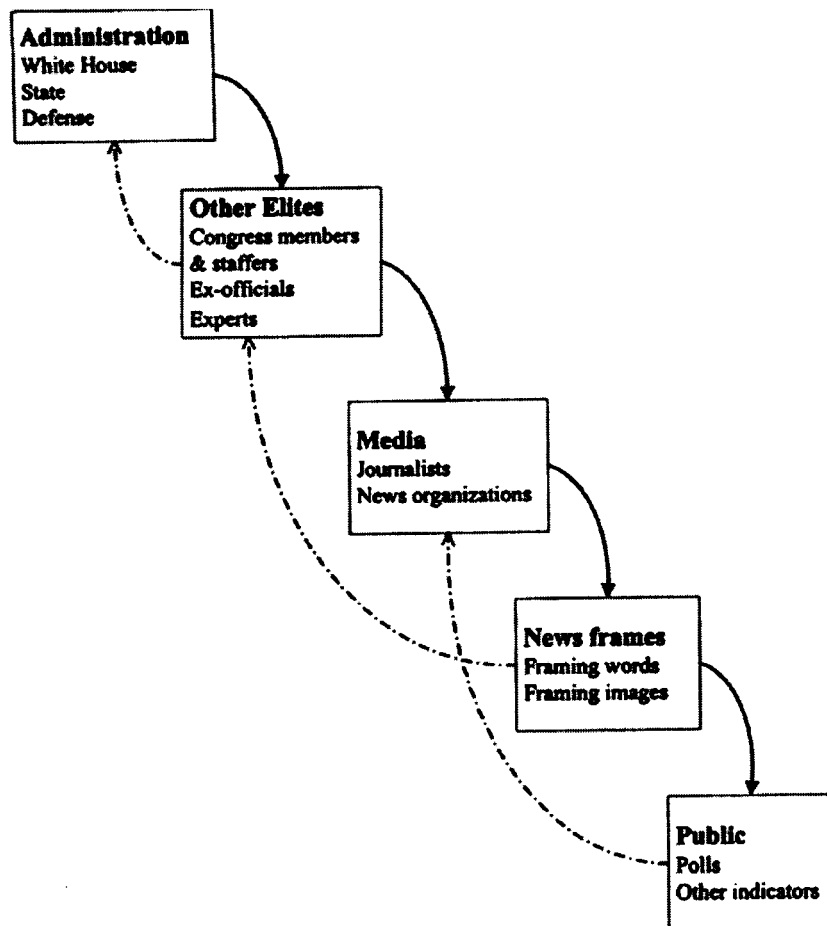 Administration
White House
State
Defense
Other Elites
Congress members
& staffers
Ex-officials
Experts
Media
Journalists
News organizations
News frames
Framing words
Framing images
Public
Polls
Other indicators